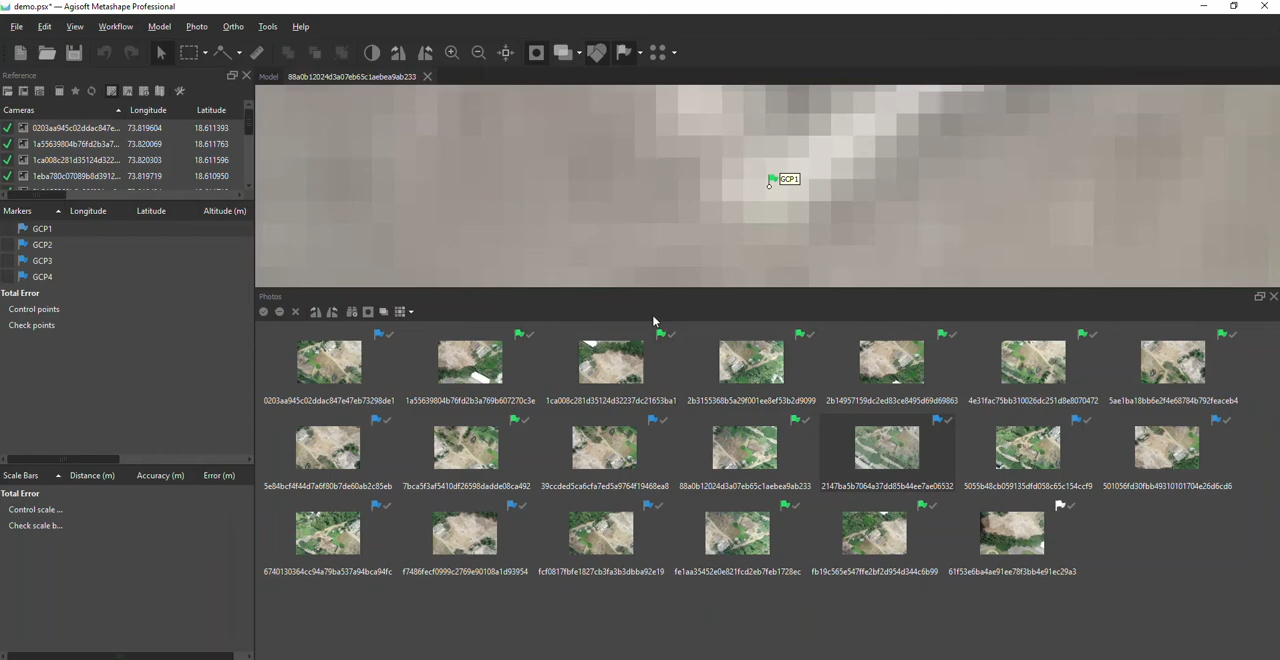 demo.psx* — Agisoft Metashape Professional
File Edit View Workflow Model Photo Ortho Tools Help
Reference
Model 88a0b12024d3a07eb65c1aebea9ab233
Cameras Longitude Latitude
0203aa945c02ddac847e... 73.819604 18.611393
1a55639804b76fd2b3a7... 73.820069 18.611763
1ca008c281d35124d322... 73.820303 18.611596
1eba780c07089b8d3912... 73.819719 18.610950
Markers Longitude Latitude Altitude (m)
GCP1
GCP2
GCP3
GCP4
Total Error
Control points
Check points
Scale Bars Distance (m) Accuracy (m) Error (m)
Total Error
Control scale ...
Check scale b...
GCP1
Photos
0203aa945c02ddac847e47eb73298de1 1a55639804b76fd2b3a769b607270c3e 1ca008c281d35124d32237dc21653ba1 2b3155368b5a29f001ee8ef53b2d9099 2b14957159dc2ed83ce8495d69d69863 4e31fac75bb310026dc251d8e8070472 5ae1ba18bb6e2f4e68784b792feaceb4
5e84bcf4f44d7a6f80b7de60ab2c85eb 7bca5f3af5410df26598dadde08ca492 39ccded5ca6cfa7ed5a9764f19468ea8 88a0b12024d3a07eb65c1aebea9ab233 2147ba5b7064a37dd85b44ee7ae06532 5055b48cb059135dfd058c65c154ccf9 501056fd30fbb49310101704e26d6cd6
6740130364cc94a79ba537a94bca94fc f7486fecf0999c2769e90108a1d93954 fcf0817fbfe1827cb3fa3b3dbba92e19 fe1aa35452e0e821fcd2eb7feb1728ec fb19c565e547ffe2bf2d954d344c6b99 61f53e6ba4ae91ee78f3bb4e91ec29a3